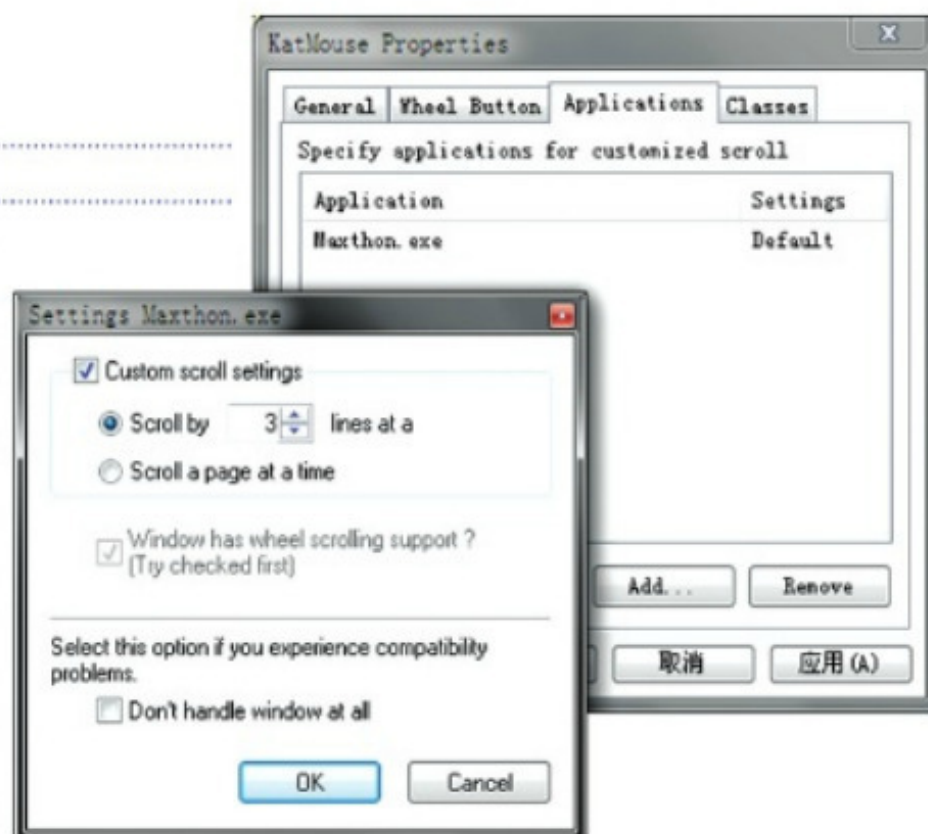 KatMouse Properties
General Wheel Button Applications Classes
Specify applications for customized scroll
Application Settings
Maxthon.exe Default
Add... Remove
取消 应用(A)
Settings Maxthon.exe
Custom scroll settings
Scroll by 3 lines at a
Scroll a page at a time
Window has wheel scrolling support ?
(Try checked first)
Select this option if you experience compatibility
problems.
Don't handle window at all
OK Cancel